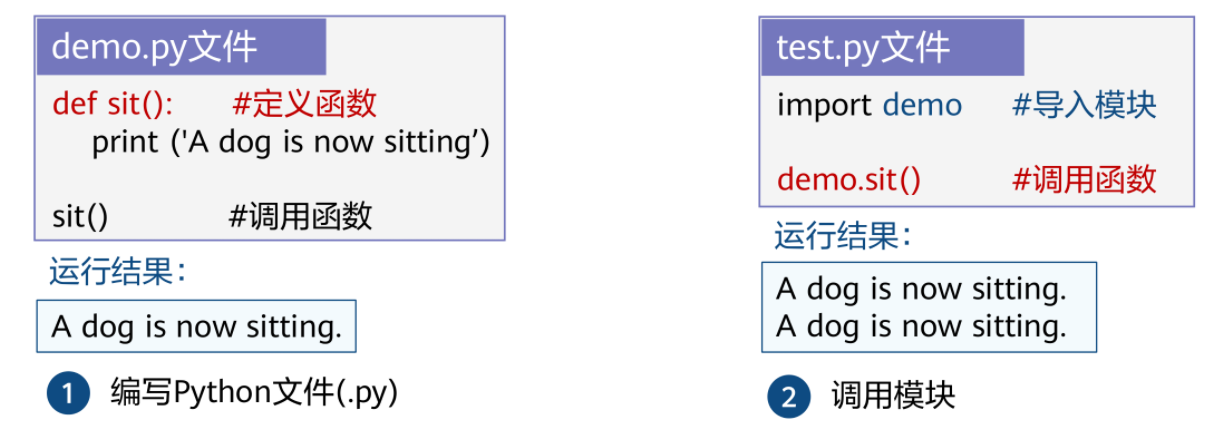 demo.py文件
def sit():      #定义函数
    print ('A dog is now sitting’)
sit()      #调用函数
运行结果：
A dog is now sitting.
1 编写Python文件(.py)
test.py文件
import demo      #导入模块
demo.sit()      #调用函数
运行结果：
A dog is now sitting.
A dog is now sitting.
2 调用模块